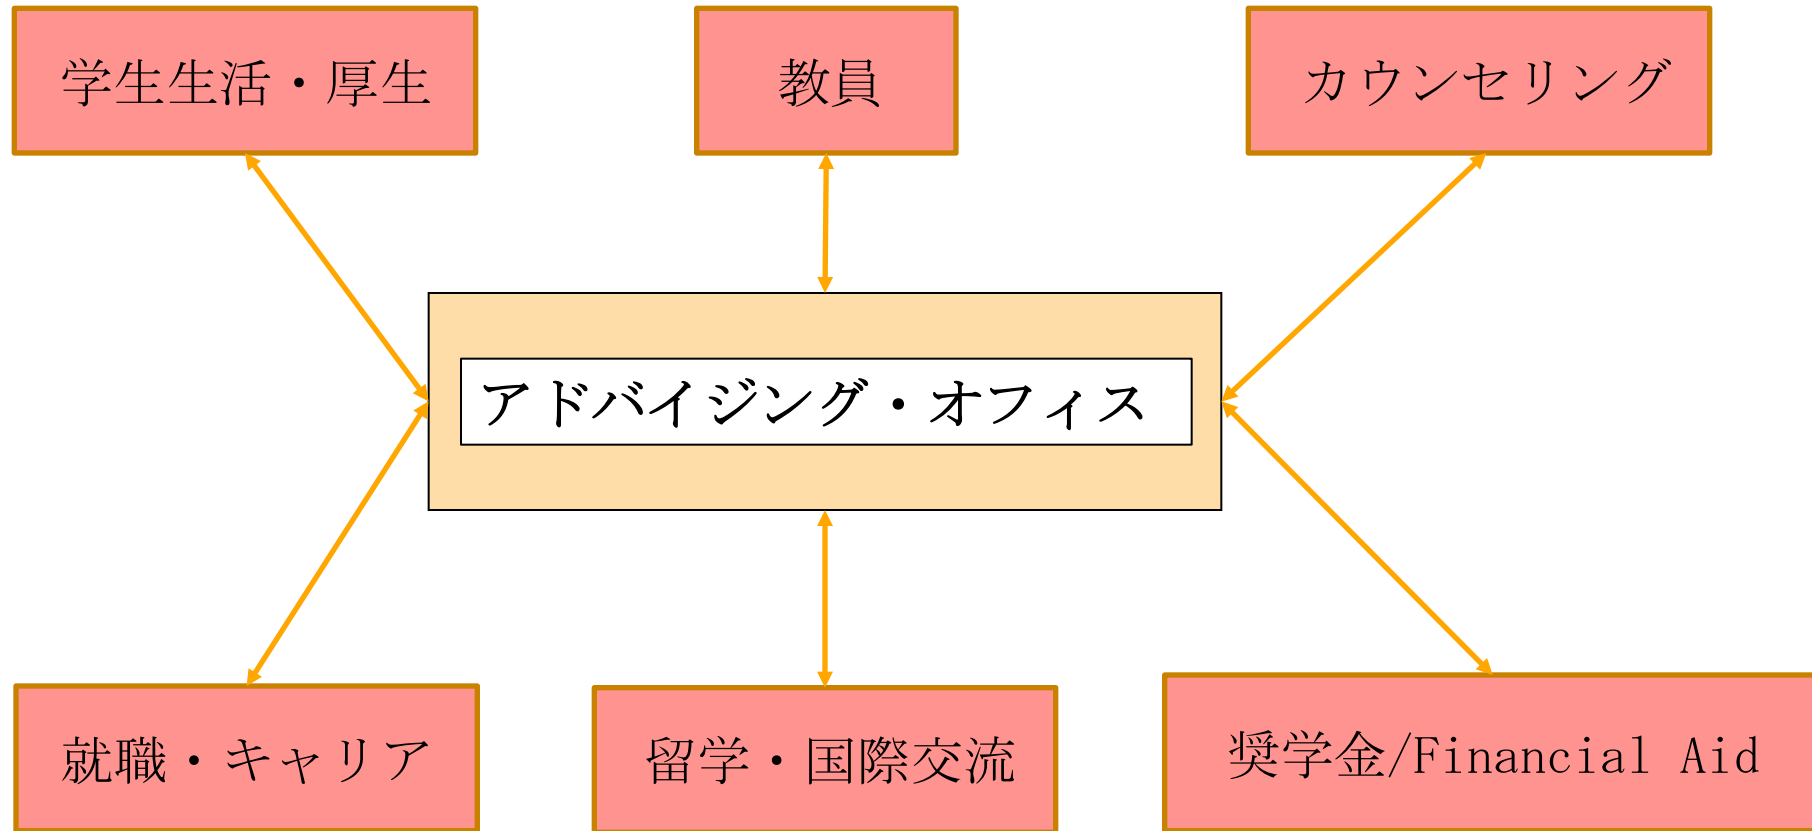 学生生活・厚生
教員
カウンセリング
アドバイジング・オフィス
就職・キャリア
留学・国際交流
奨学金/Financial Aid